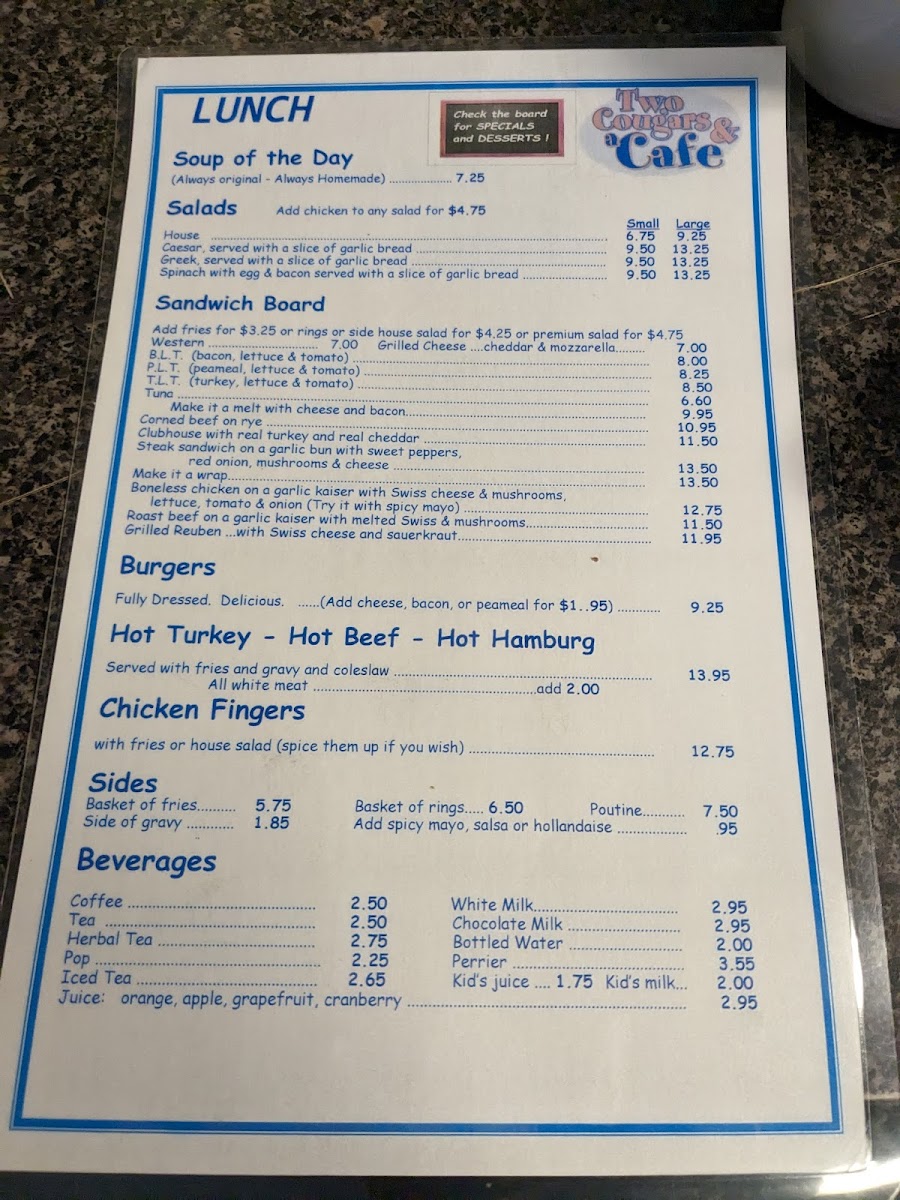 LUNCH
Check the board
for SPECIALS
and DESSERTS !
Two
Cougars &
a Cafe
Soup of the Day
(Always original - Always Homemade) ................... 7.25
Salads Add chicken to any salad for $4.75
Small Large
House ................ 6.75 9.25
Caesar, served with a slice of garlic bread ................ 9.50 13.25
Greek, served with a slice of garlic bread ................ 9.50 13.25
Spinach with egg & bacon served with a slice of garlic bread ................ 9.50 13.25
Sandwich Board
Add fries for $3.25 or rings or side house salad for $4.25 or premium salad for $4.75
Western ................ 7.00 Grilled Cheese ....cheddar & mozzarella......... 7.00
B.L.T. (bacon, lettuce & tomato) ................ 8.00
P.L.T. (peameal, lettuce & tomato) ................ 8.25
T.L.T. (turkey, lettuce & tomato) ................ 8.50
Tuna ................ 6.60
Make it a melt with cheese and bacon................ 9.95
Corned beef on rye ................ 10.95
Clubhouse with real turkey and real cheddar ................ 11.50
Steak sandwich on a garlic bun with sweet peppers,
red onion, mushrooms & cheese ................ 13.50
Make it a wrap................ 13.50
Boneless chicken on a garlic kaiser with Swiss cheese & mushrooms,
lettuce, tomato & onion (Try it with spicy mayo) ................ 12.75
Roast beef on a garlic kaiser with melted Swiss & mushrooms................ 11.50
Grilled Reuben ...with Swiss cheese and sauerkraut................ 11.95
Burgers
Fully Dressed. Delicious. ......(Add cheese, bacon, or peameal for $1..95) ............ 9.25
Hot Turkey - Hot Beef - Hot Hamburg
Served with fries and gravy and coleslaw ................ 13.95
All white meat ................add 2.00
Chicken Fingers
with fries or house salad (spice them up if you wish) ................ 12.75
Sides
Basket of fries.......... 5.75 Basket of rings..... 6.50 Poutine........... 7.50
Side of gravy ............ 1.85 Add spicy mayo, salsa or hollandaise .................. .95
Beverages
Coffee ................ 2.50 White Milk................ 2.95
Tea ................ 2.50 Chocolate Milk ................ 2.95
Herbal Tea ................ 2.75 Bottled Water ................ 2.00
Pop ................ 2.25 Perrier ................ 3.55
Iced Tea ................ 2.65 Kid's juice .... 1.75 Kid's milk... 2.00
Juice: orange, apple, grapefruit, cranberry ................ 2.95